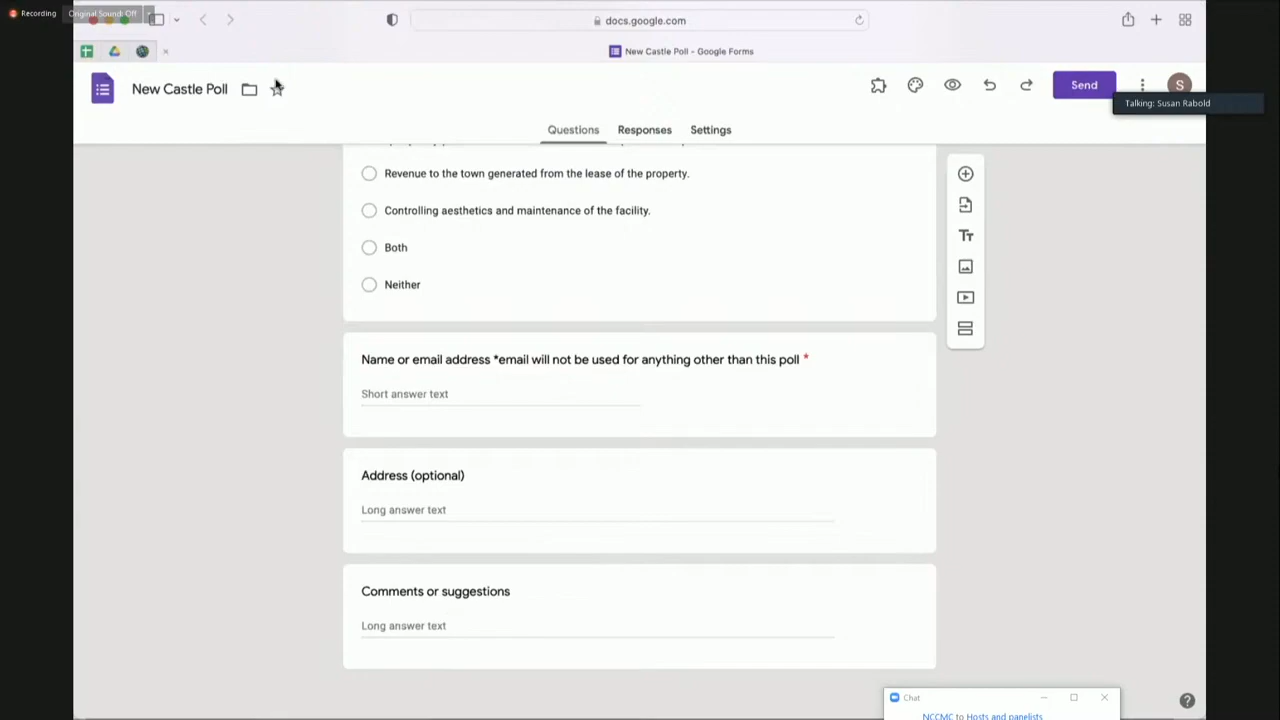 Recording
Original Sound: Off
docs.google.com
New Castle Poll - Google Forms
New Castle Poll
Send
S
Talking: Susan Rabold
Questions Responses Settings
Revenue to the town generated from the lease of the property.
Controlling aesthetics and maintenance of the facility.
Both
Neither
Name or email address *email will not be used for anything other than this poll *
Short answer text
Address (optional)
Long answer text
Comments or suggestions
Long answer text
Chat
NCCMC to Hosts and panelists